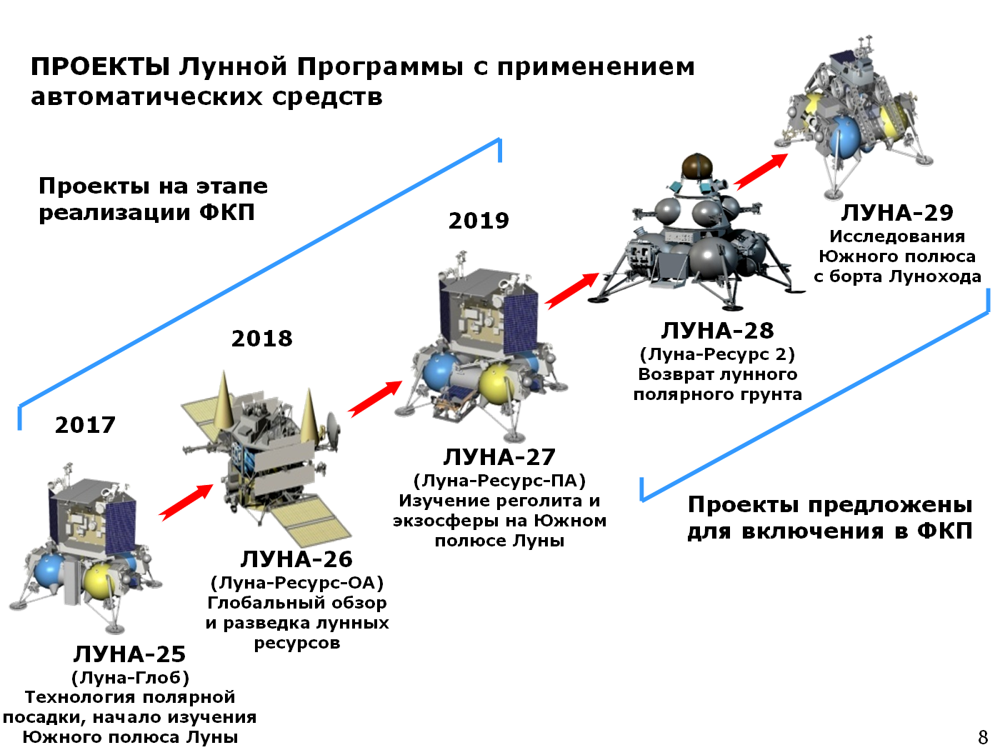 ПРОЕКТЫ Лунной Программы с применением
автоматических средств
Проекты на этапе
реализации ФКП
2017
ЛУНА-25
(Луна-Глоб)
Технология полярной
посадки, начало изучения
Южного полюса Луны
2018
ЛУНА-26
(Луна-Ресурс-ОА)
Глобальный обзор
и разведка лунных
ресурсов
2019
ЛУНА-27
(Луна-Ресурс-ПА)
Изучение реголита и
экзосферы на Южном
полюсе Луны
ЛУНА-28
(Луна-Ресурс 2)
Возврат лунного
полярного грунта
ЛУНА-29
Исследования
Южного полюса
с борта Лунохода
Проекты предложены
для включения в ФКП
8